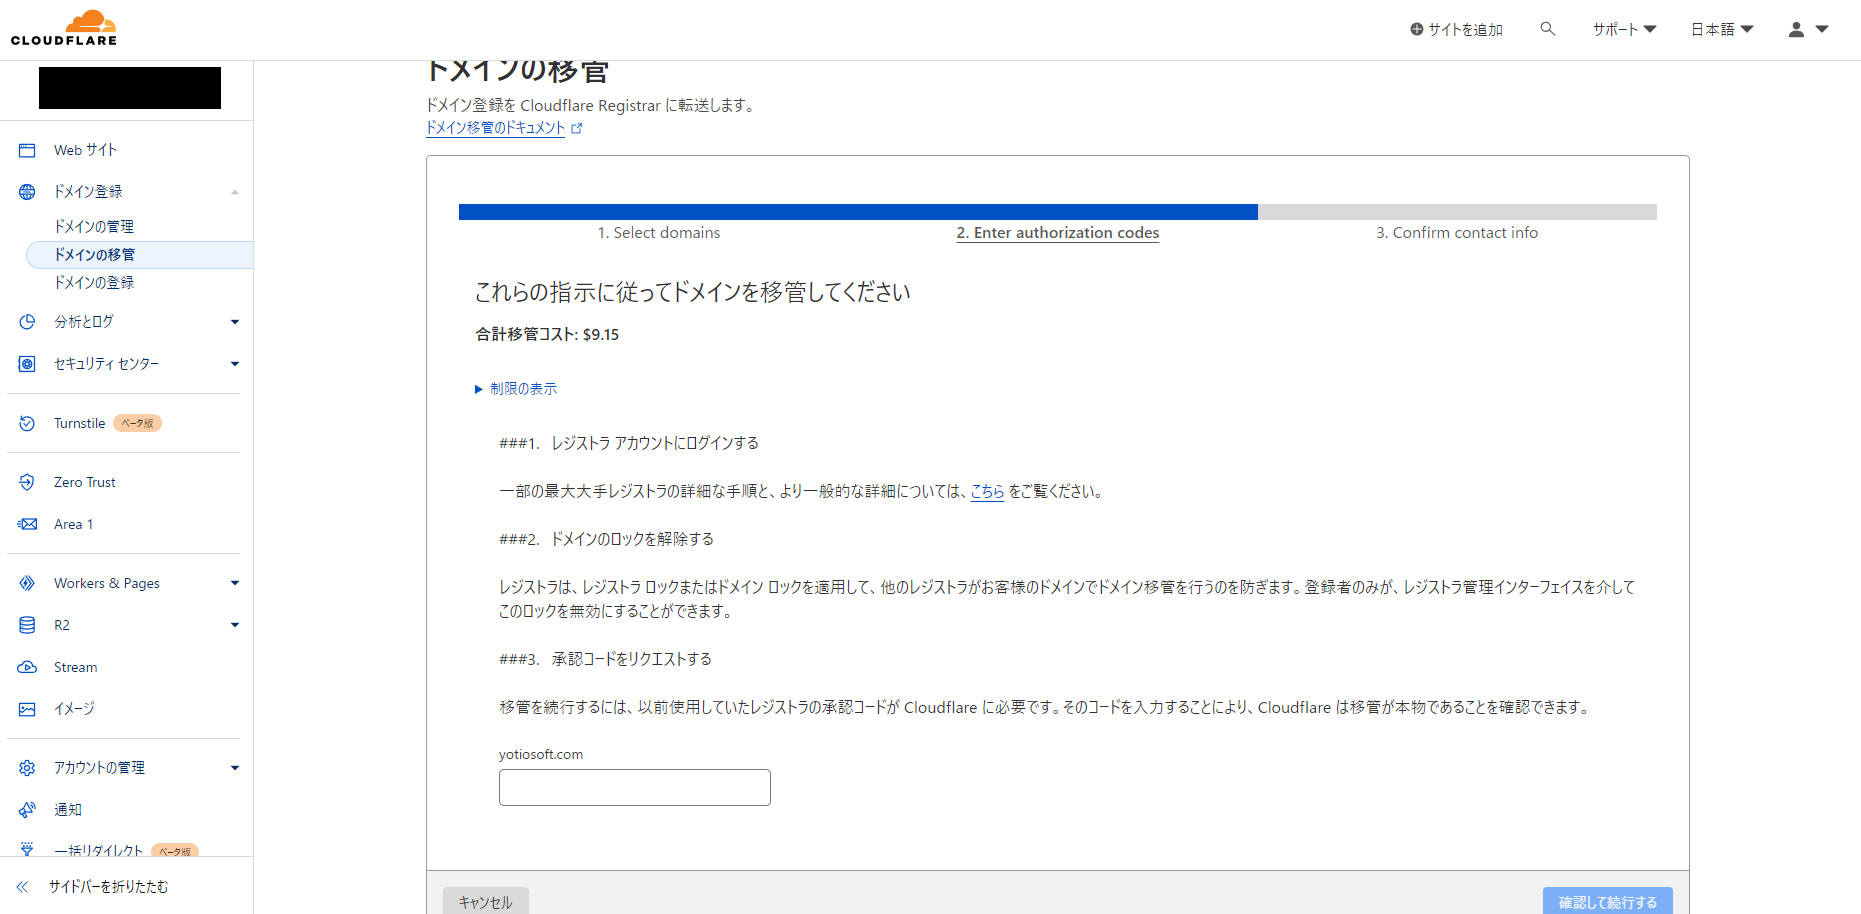 CLOUDFLARE
サイトを追加
サポート
日本語
Web サイト
ドメイン登録
ドメインの管理
ドメインの移管
ドメインの登録
分析とログ
セキュリティ センター
Turnstile ベータ版
Zero Trust
Area 1
Workers & Pages
R2
Stream
イメージ
アカウントの管理
通知
一括リダイレクト ベータ版
サイドバーを折りたたむ
ドメインの移管
ドメイン登録を Cloudflare Registrar に転送します。
ドメイン移管のドキュメント
1. Select domains
2. Enter authorization codes
3. Confirm contact info
これらの指示に従ってドメインを移管してください
合計移管コスト: $9.15
制限の表示
###1. レジストラ アカウントにログインする
一部の最大大手レジストラの詳細な手順と、より一般的な詳細については、こちら をご覧ください。
###2. ドメインのロックを解除する
レジストラは、レジストラ ロックまたはドメイン ロックを適用して、他のレジストラがお客様のドメインでドメイン移管を行うのを防ぎます。登録者のみが、レジストラ管理インターフェイスを介して
このロックを無効にすることができます。
###3. 承認コードをリクエストする
移管を続行するには、以前使用していたレジストラの承認コードが Cloudflare に必要です。そのコードを入力することにより、Cloudflare は移管が本物であることを確認できます。
yotiosoft.com
キャンセル
確認して続行する